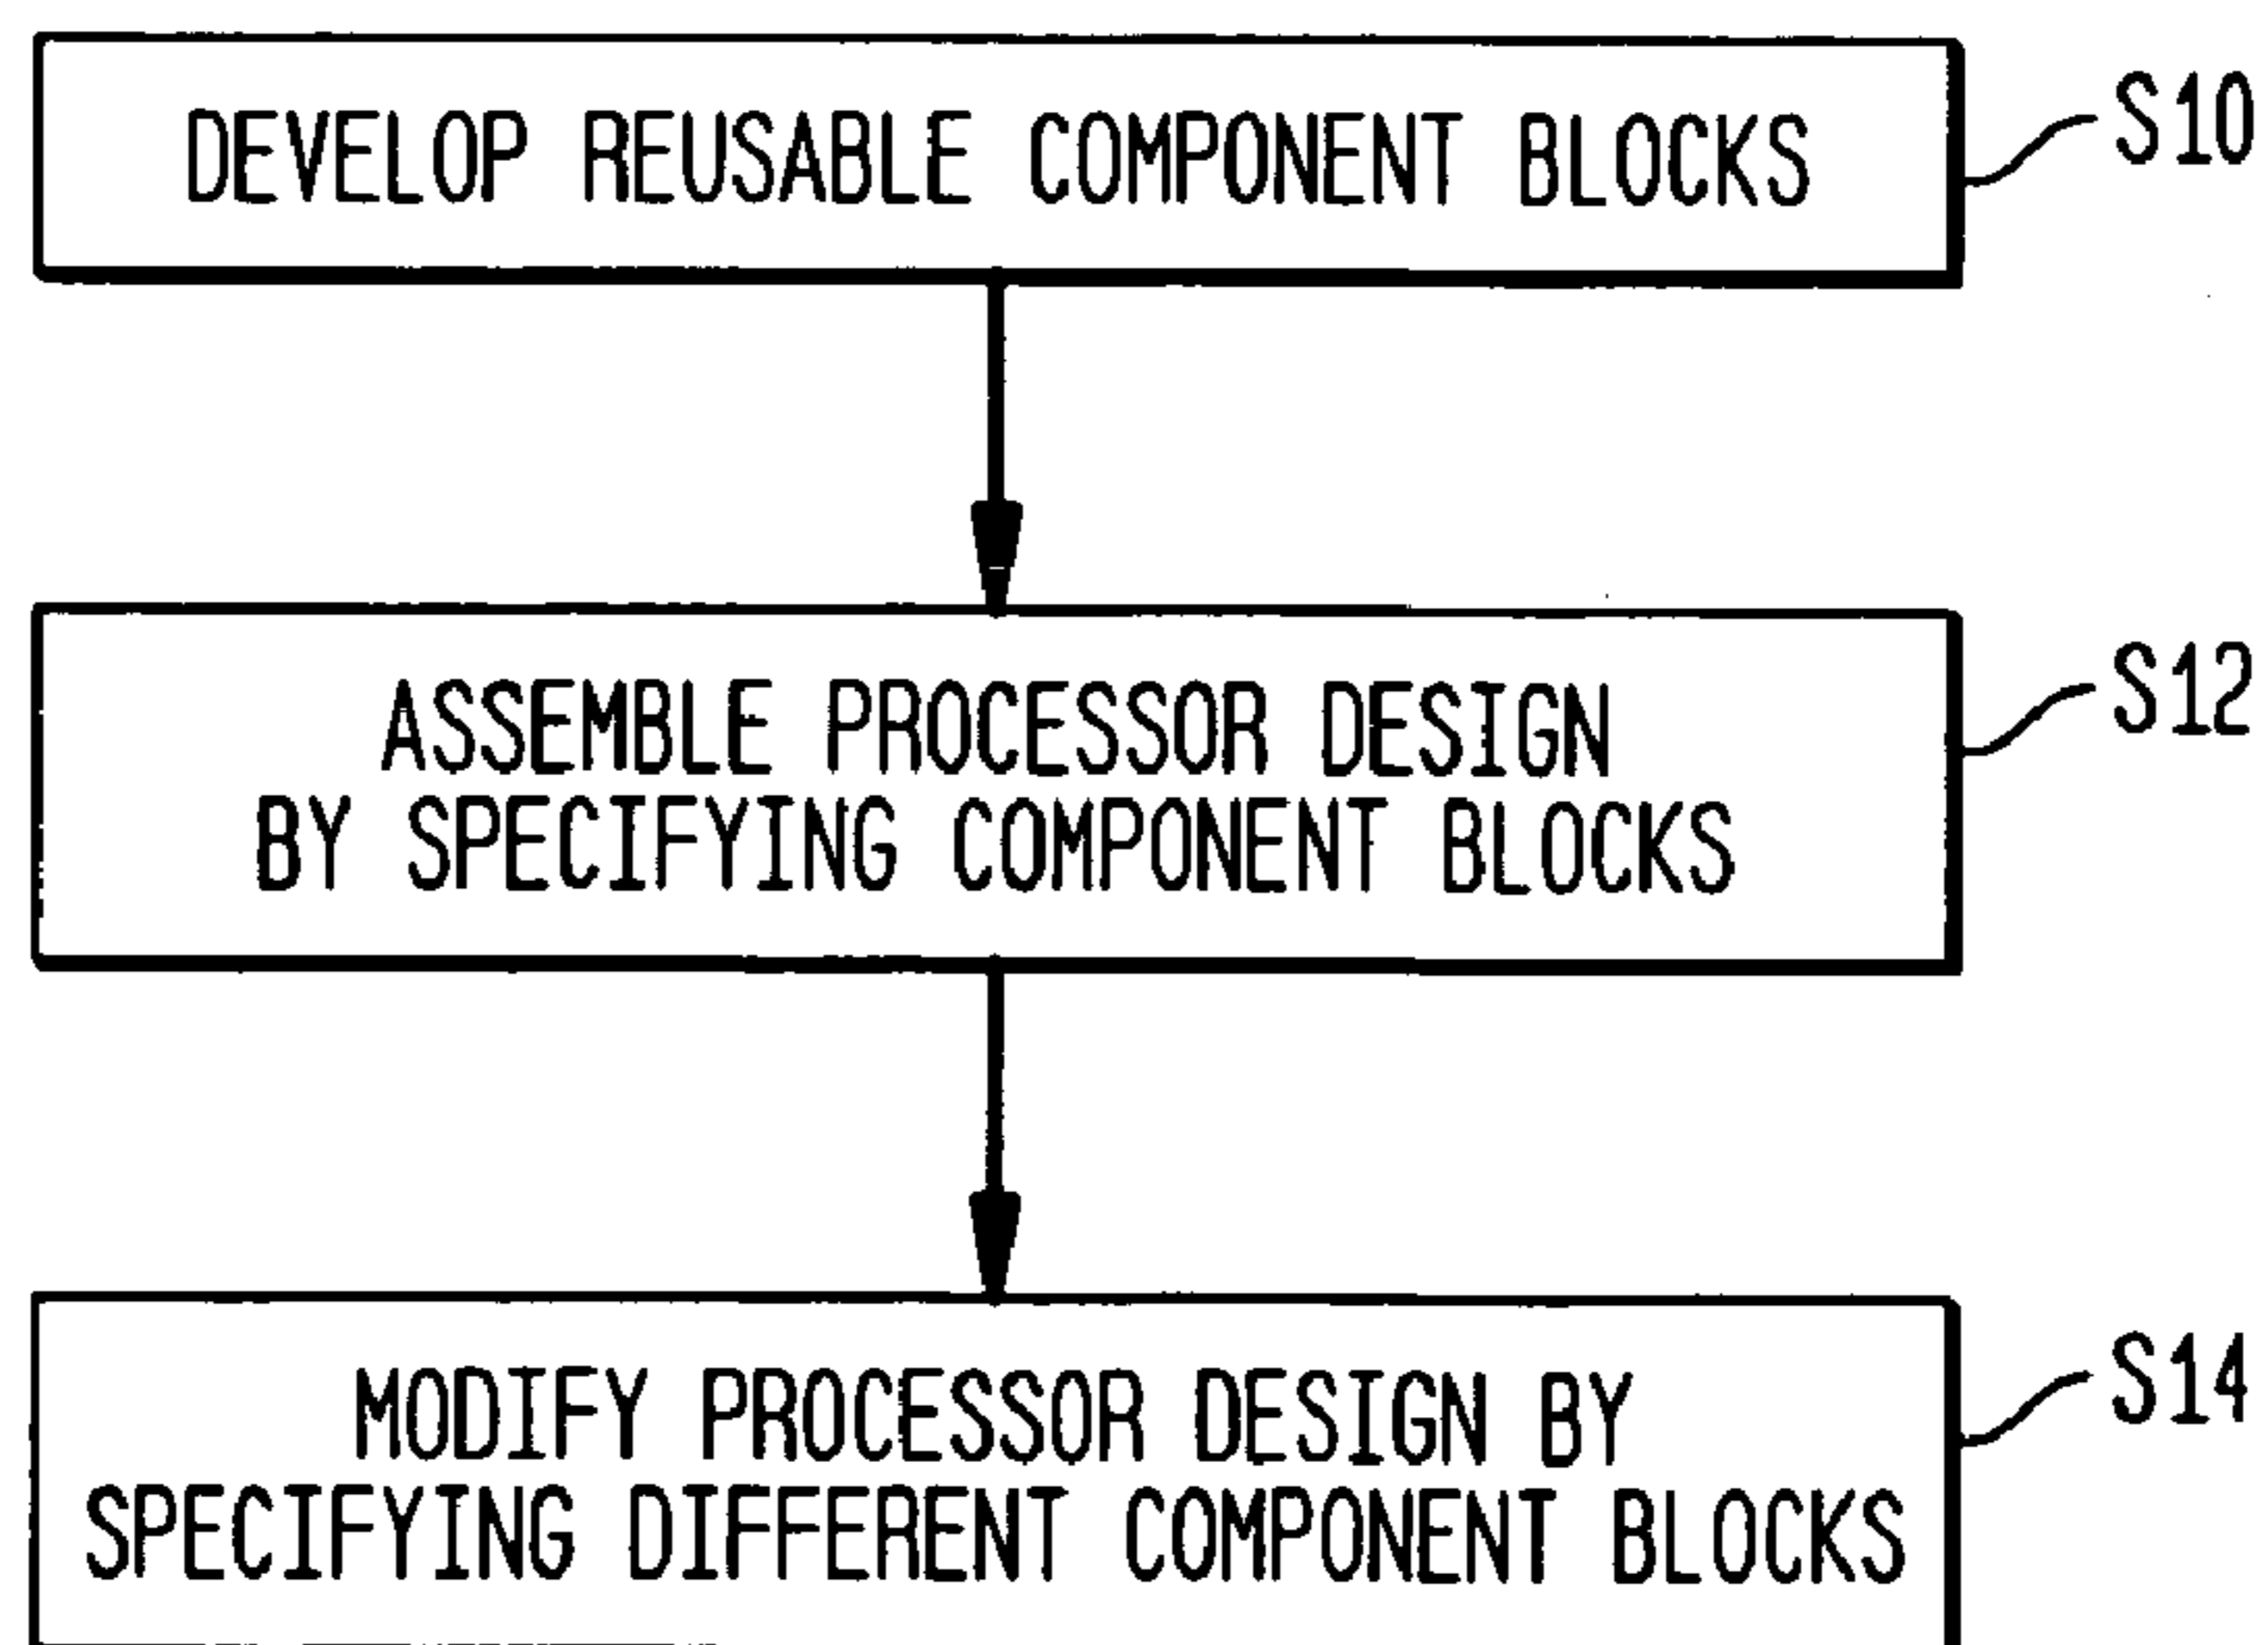 DEVELOP REUSABLE COMPONENT BLOCKS
S10
ASSEMBLE PROCESSOR DESIGN
BY SPECIFYING COMPONENT BLOCKS
S12
MODIFY PROCESSOR DESIGN BY
SPECIFYING DIFFERENT COMPONENT BLOCKS
S14